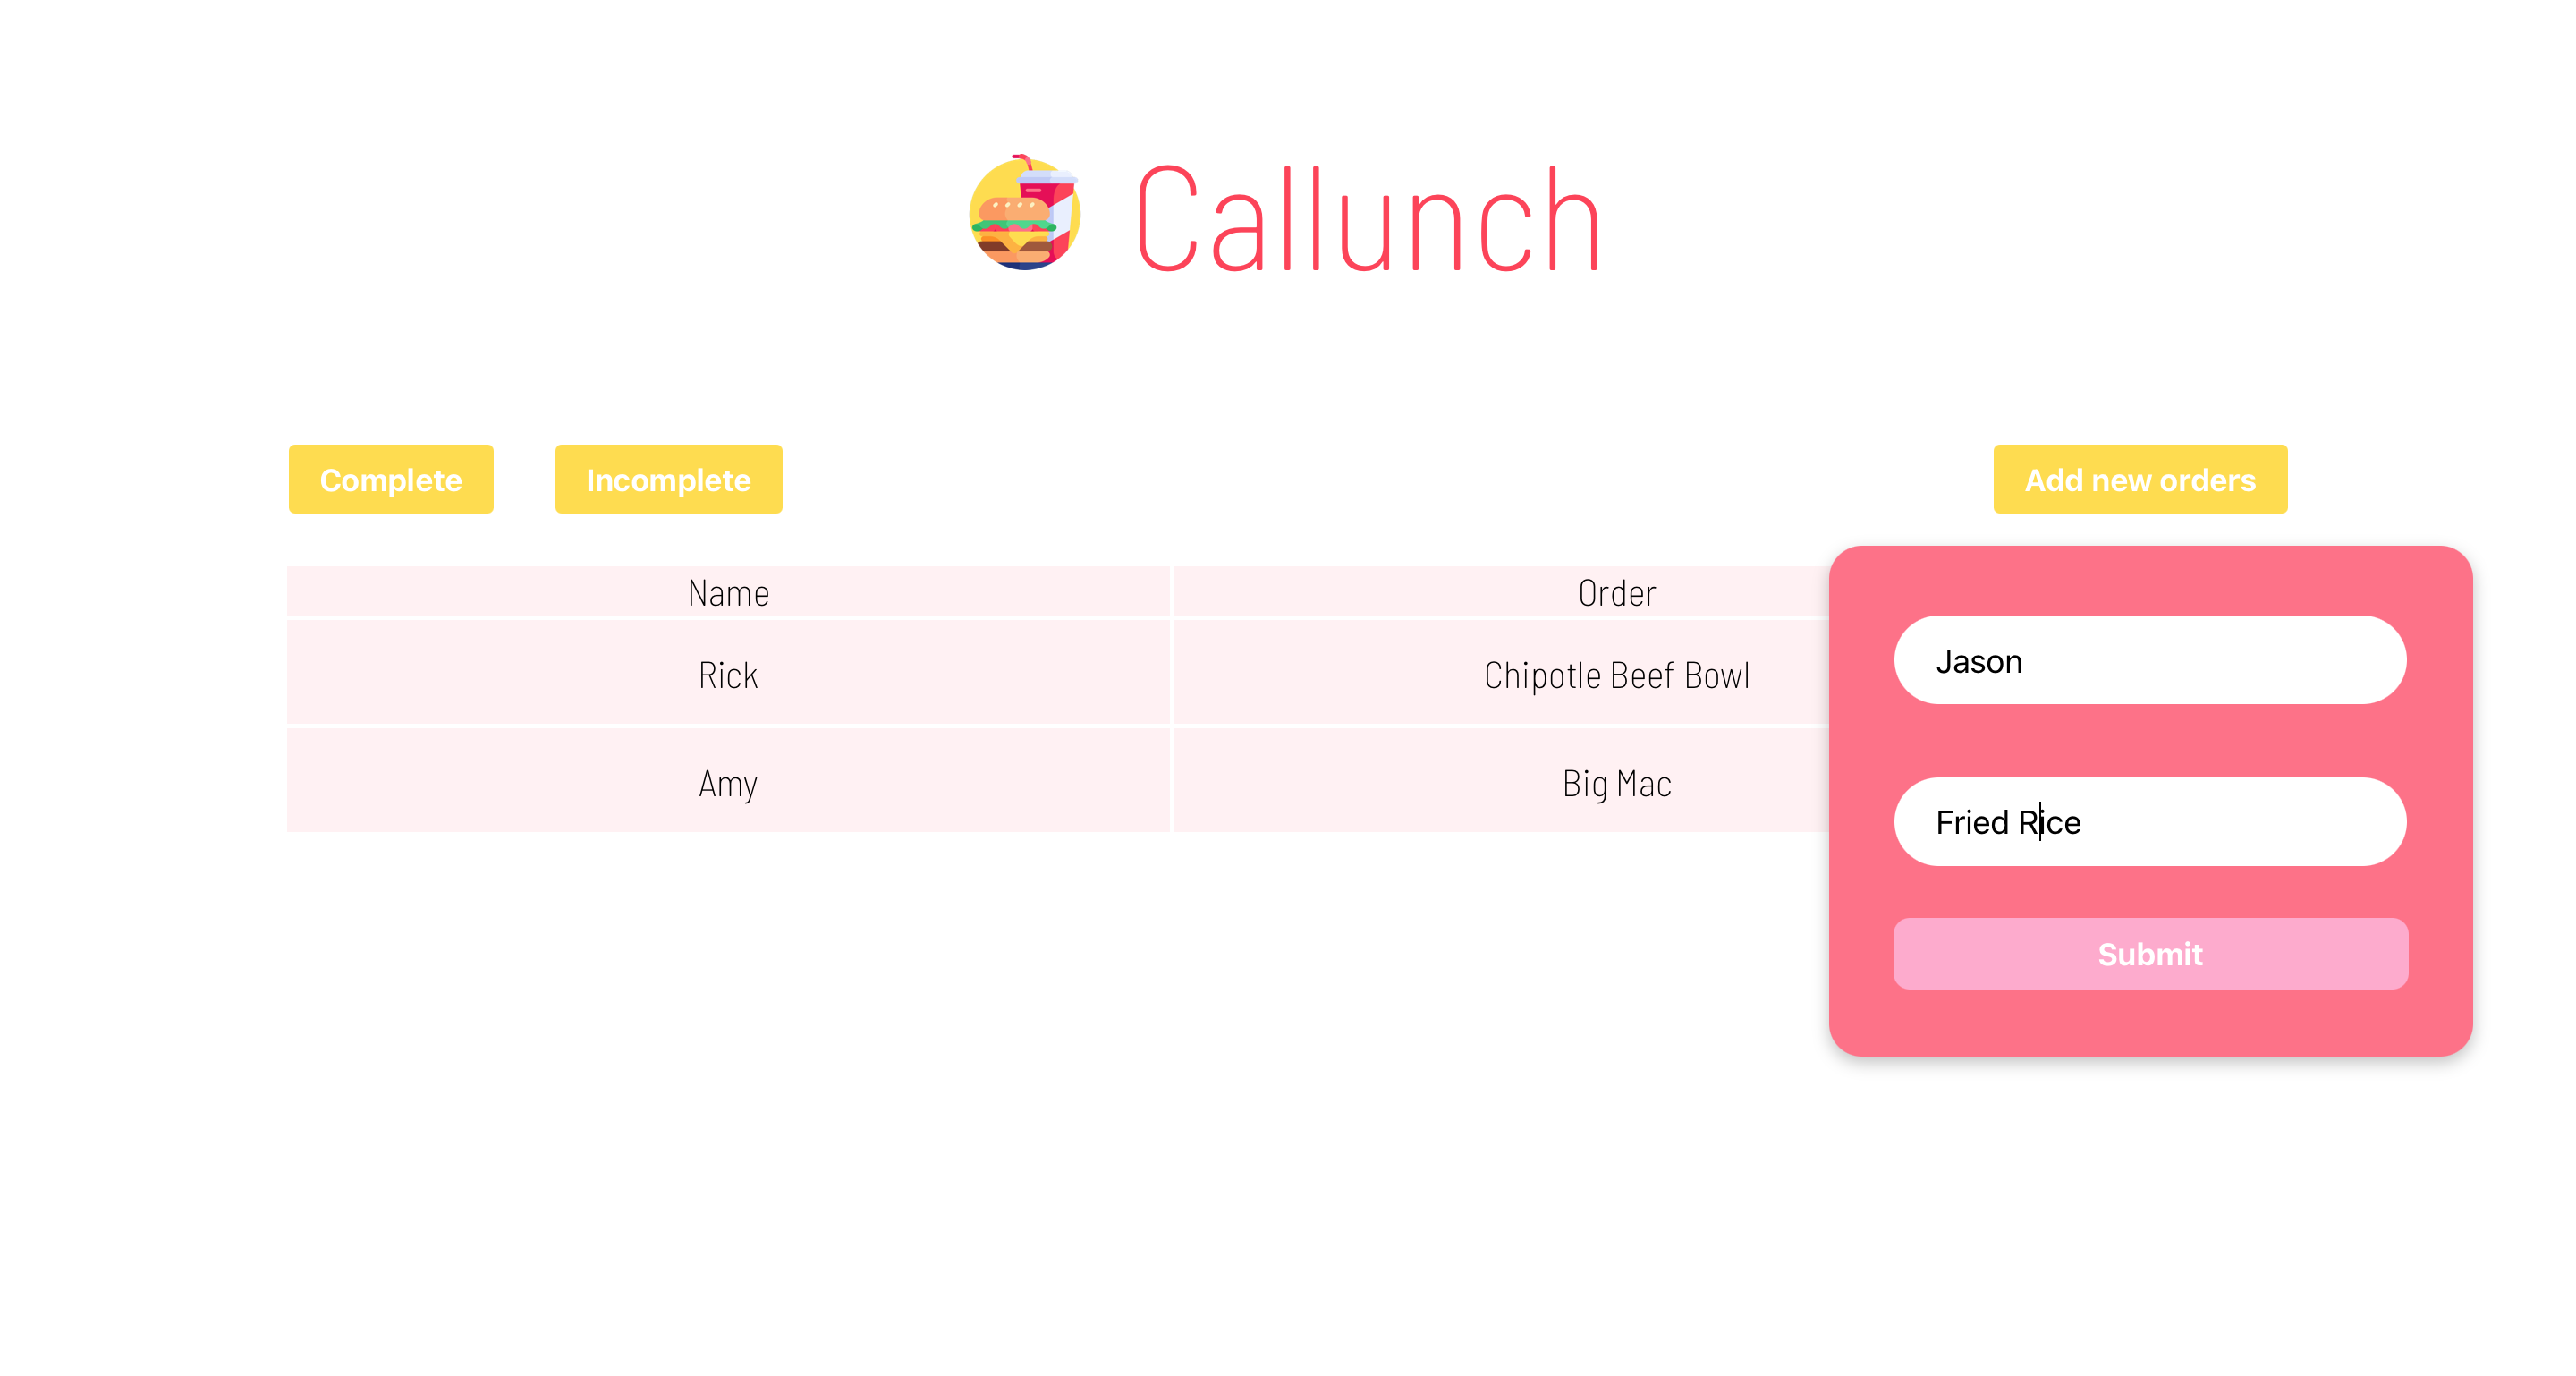 Callunch
Complete
Incomplete
Add new orders
Name
Order
Rick
Chipotle Beef Bowl
Amy
Big Mac
Jason
Fried Rice
Submit